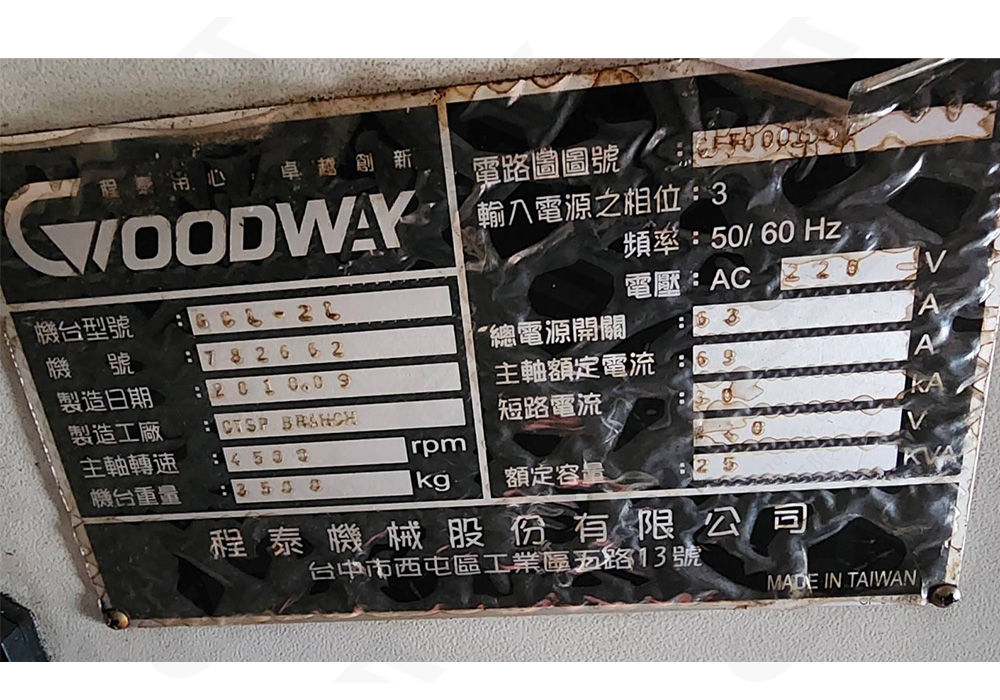 程泰用心 · 卓越創新
GOODWAY
機台型號 : GCL-2L
機 號 : 782662
製造日期 : 2010.09
製造工廠 : CTSP BRANCH
主軸轉速 : 4500 rpm
機台重量 : 3500 kg
電路圖圖號 :
輸入電源之相位 : 3
頻率 : 50/ 60 Hz
電壓 : AC 220 V
總電源開關 : 63 A
主軸額定電流 : 69 A
短路電流 : kA
V
額定容量 : 25 KVA
程泰機械股份有限公司
台中市西屯區工業區五路13號
MADE IN TAIWAN